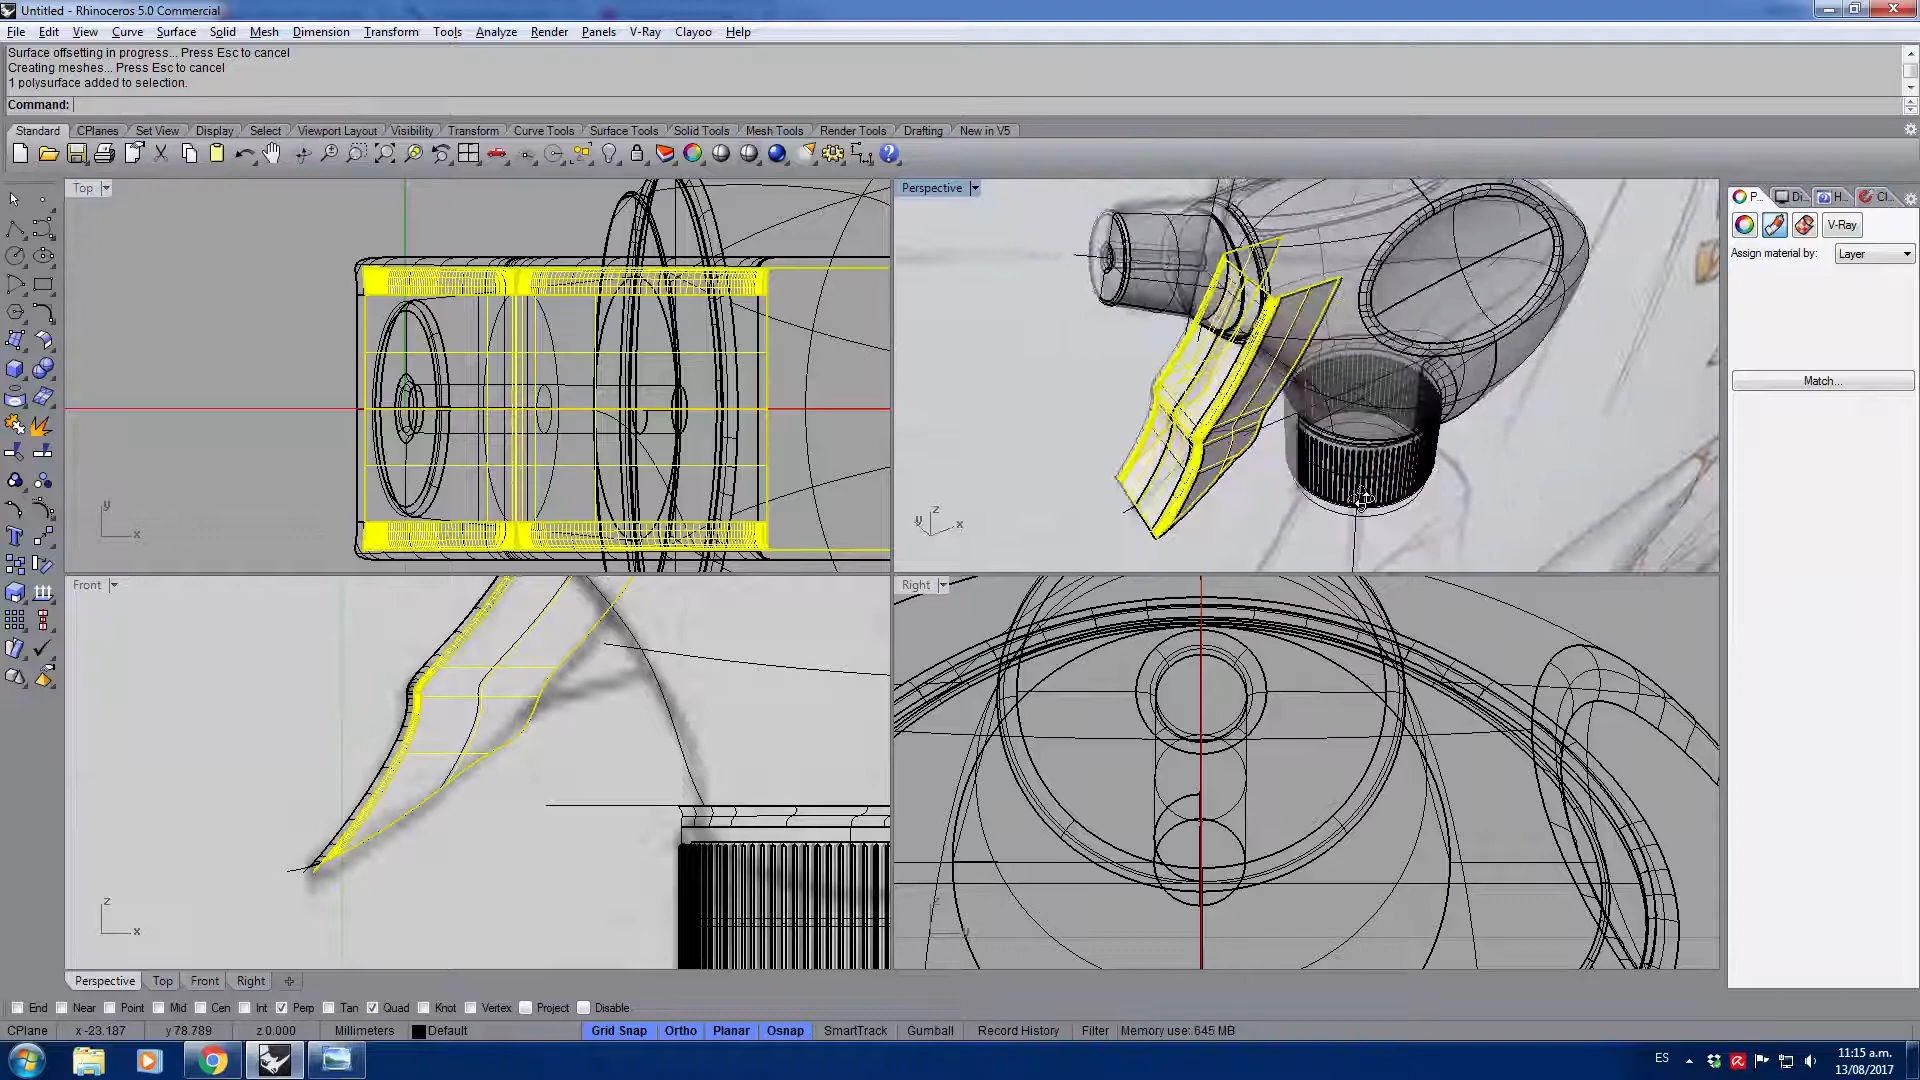 Untitled - Rhinoceros 5.0 Commercial
File Edit View Curve Surface Solid Mesh Dimension Transform Tools Analyze Render Panels V-Ray Clayoo Help
Surface offsetting in progress... Press Esc to cancel
Creating meshes... Press Esc to cancel
1 polysurface added to selection.
Command:
Standard CPlanes Set View Display Select Viewport Layout Visibility Transform Curve Tools Surface Tools Solid Tools Mesh Tools Render Tools Drafting New in V5
Top
Perspective
P... Di... H... Cl...
V-Ray
Assign material by: Layer
Match...
y
x
z
y
x
Front
Right
z
x
z
y
Perspective Top Front Right
End Near Point Mid Cen Int Perp Tan Quad Knot Vertex Project Disable
CPlane x -23.187 y 78.789 z 0.000 Millimeters Default Grid Snap Ortho Planar Osnap SmartTrack Gumball Record History Filter Memory use: 645 MB
ES
11:15 a.m.
13/08/2017